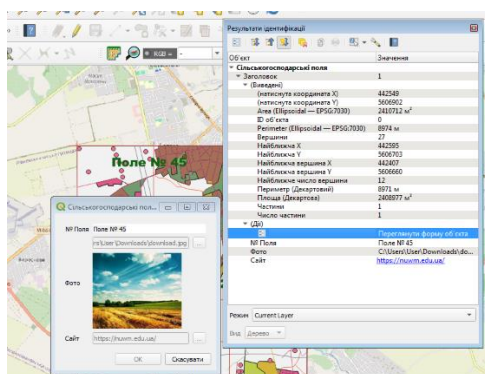 RGB
Поле № 45
Сільськогосподарські пол...
№ Поля Поле № 45
rs\User\Downloads\download.jpg ...
Фото
Сайт https://nuwm.edu.ua/ ...
OK Скасувати
Результати ідентифікації
Об'єкт Значення
Сільськогосподарські поля
Заголовок 1
(Виведені)
(натиснута координата X) 442549
(натиснута координата Y) 5606902
Area (Ellipsoidal — EPSG:7030) 2410712 м²
ID об'єкта 0
Perimeter (Ellipsoidal — EPSG:7030) 8974 м
Вершини 27
Найближча X 442595
Найближча Y 5606703
Найближча вершина X 442407
Найближча вершина Y 5606660
Найближче число вершини 12
Периметр (Декартовий) 8971 м
Площа (Декартова) 2408977 м²
Частини 1
Число частини 1
(Дії)
Переглянути форму об'єкта
№ Поля Поле № 45
Фото C:\Users\User\Downloads\do...
Сайт https://nuwm.edu.ua/
Режим Current Layer
Вид Дерево